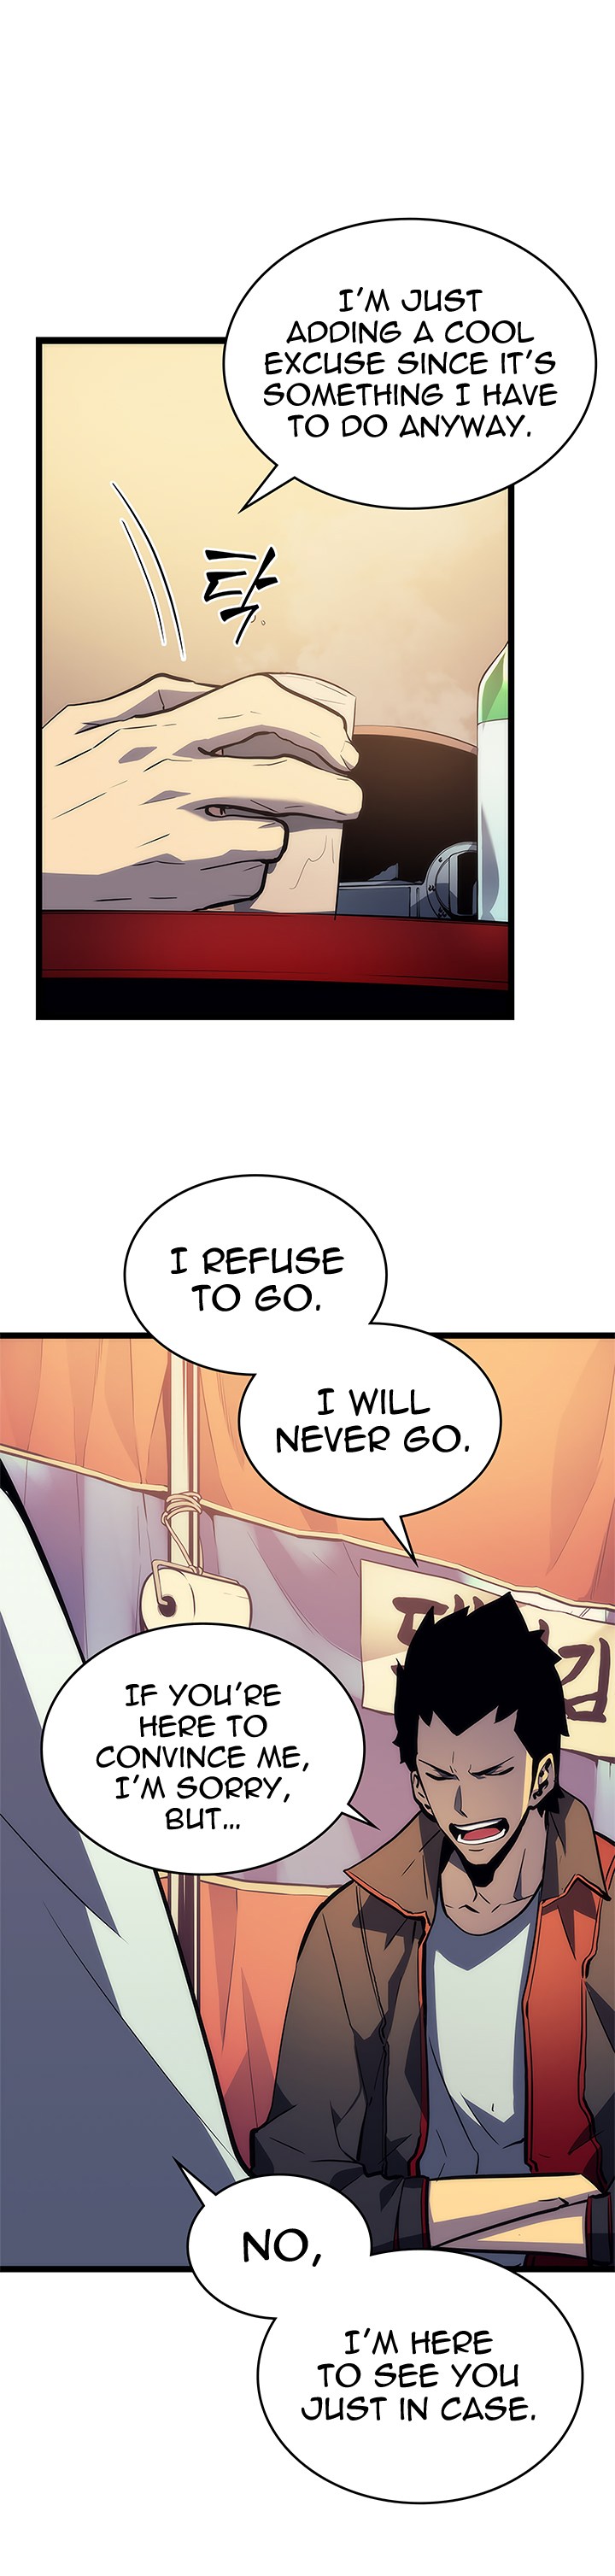 I'M JUST
ADDING A COOL
EXCUSE SINCE IT'S
SOMETHING I HAVE
TO DO ANYWAY.
탁
I REFUSE
TO GO.
I WILL
NEVER GO.
김
IF YOU'RE
HERE TO
CONVINCE ME,
I'M SORRY,
BUT...
NO,
I'M HERE
TO SEE YOU
JUST IN CASE.